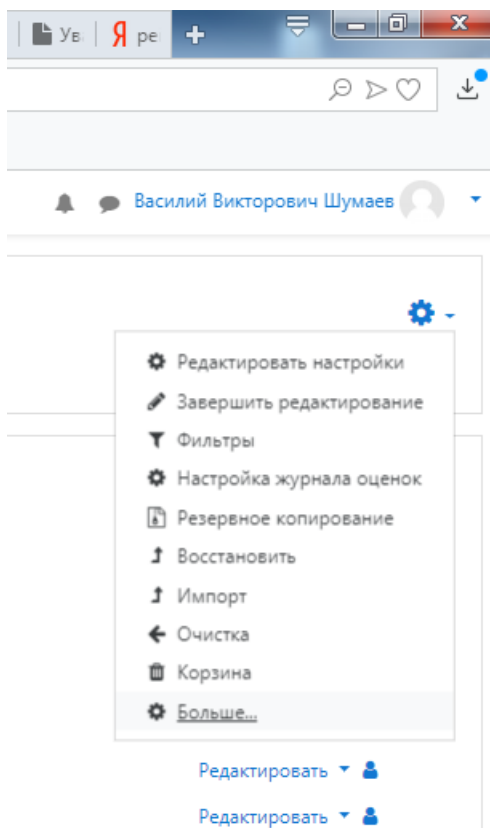 Ув Я ре
Василий Викторович Шумаев
Редактировать настройки
Завершить редактирование
Фильтры
Настройка журнала оценок
Резервное копирование
Восстановить
Импорт
Очистка
Корзина
Больше...
Редактировать
Редактировать